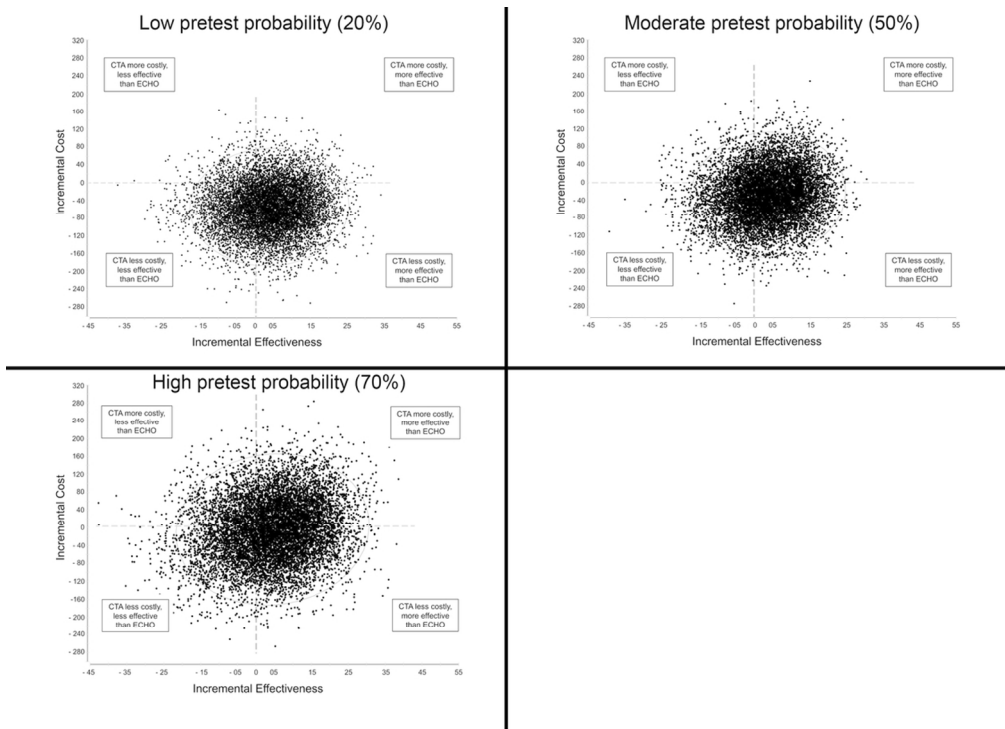 Low pretest probability (20%)
320
280
240
200
160
120
80
40
0
- 40
- 80
- 120
- 160
- 200
- 240
- 280
Incremental Cost
CTA more costly,
less effective
than ECHO
CTA more costly,
more effective
than ECHO
CTA less costly,
less effective
than ECHO
CTA less costly,
more effective
than ECHO
- 45 - 35 - 25 - 15 - 05 0 05 15 25 35 45 55
Incremental Effectiveness
Moderate pretest probability (50%)
320
280
240
200
160
120
80
40
0
- 40
- 80
- 120
- 160
- 200
- 240
- 280
Incremental Cost
CTA more costly,
less effective
than ECHO
CTA more costly,
more effective
than ECHO
CTA less costly,
less effective
than ECHO
CTA less costly,
more effective
than ECHO
- 45 - 35 - 25 - 15 - 05 0 05 15 25 35 45 55
Incremental Effectiveness
High pretest probability (70%)
320
280
240
200
160
120
80
40
0
- 40
- 80
- 120
- 160
- 200
- 240
- 280
Incremental Cost
CTA more costly,
less effective
than ECHO
CTA more costly,
more effective
than ECHO
CTA less costly,
less effective
than ECHO
CTA less costly,
more effective
than ECHO
- 45 - 35 - 25 - 15 - 05 0 05 15 25 35 45 55
Incremental Effectiveness